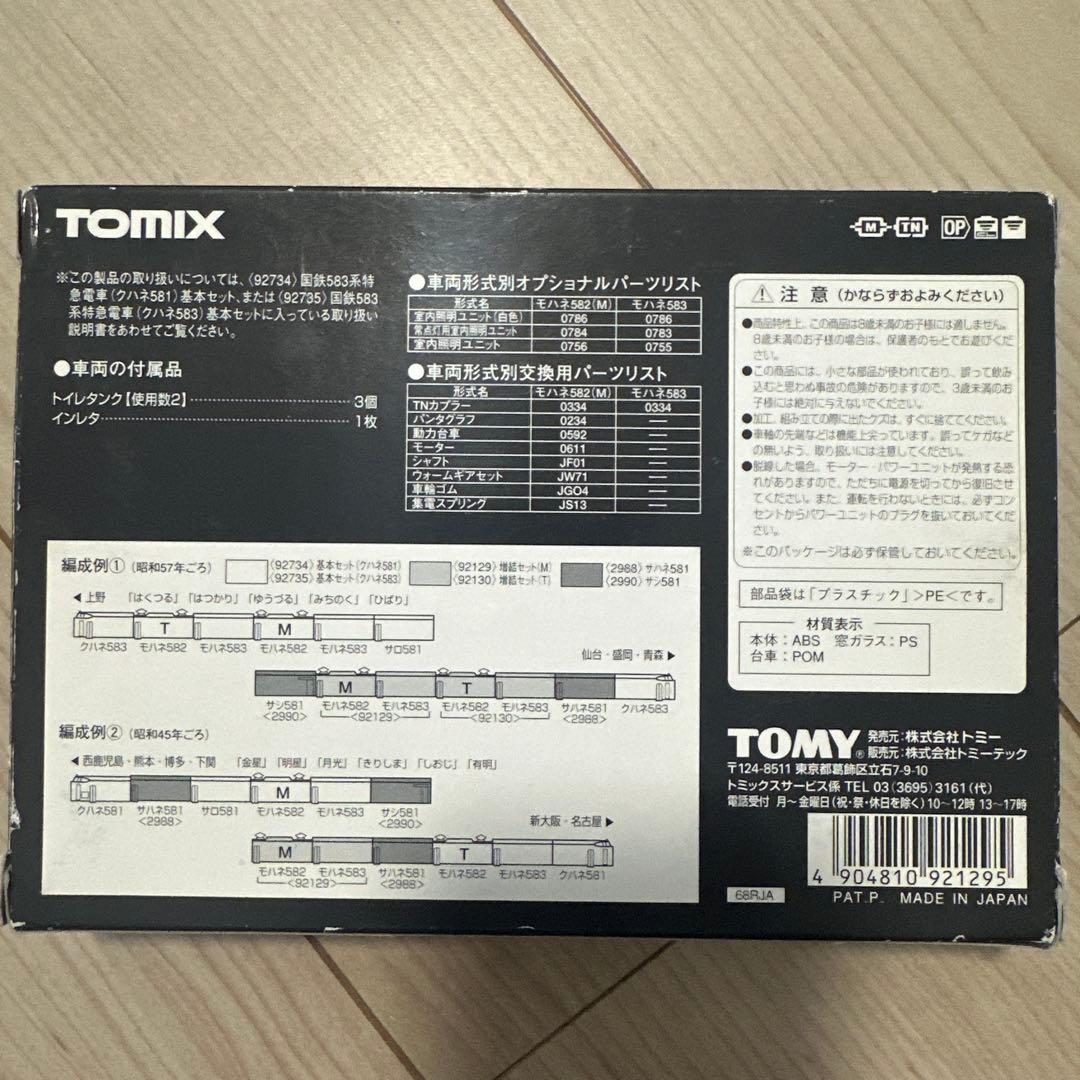 TOMIX
M TN OP EL
※この製品の取り扱いについては、〈92734〉国鉄583系特
急電車(クハネ581)基本セット、または〈92735〉国鉄583
系特急電車(クハネ583)基本セットに入っている取り扱い
説明書をあわせてご覧ください。
●車両の付属品
トイレタンク【使用数2】 3個
インレタ 1枚
●車両形式別オプショナルパーツリスト
形式名 モハネ582(M) モハネ583
室内照明ユニット(白色) 0786 0786
常点灯用室内照明ユニット 0784 0783
室内照明ユニット 0756 0755
●車両形式別交換用パーツリスト
形式名 モハネ582(M) モハネ583
TNカプラー 0334 0334
パンタグラフ 0234 ―
動力台車 0592 ―
モーター 0611 ―
シャフト JF01 ―
ウォームギアセット JW71 ―
車輪ゴム JG04 ―
集電スプリング JS13 ―
⚠ 注 意 (かならずおよみください)
●商品特性上、この商品は8歳未満のお子様には適しません。
8歳未満のお子様の場合は、保護者のもとでお遊びくだ
さい。
●この商品には、小さな部品が使われており、誤って飲み
込むと思わぬ事故の危険がありますので、3歳未満のお
子様には絶対に与えないでください。
●加工、組み立ての際に出たクズは、すぐに捨ててください。
●車輪の先端などは機能上尖っています。誤ってケガなど
の無いよう、取り扱いには注意してください。
●脱線した場合、モーター・パワーユニットが発熱する恐
れがありますので、ただちに電源を切ってから復旧させ
てください。また、運転を行わないときには、必ずコン
セントからパワーユニットのプラグを抜いておいてくだ
さい。
※このパッケージは必ず保管しておいてください。
部品袋は「プラスチック」>PE<です。
材質表示
本体:ABS 窓ガラス:PS
台車:POM
編成例① (昭和57年ごろ)
〈92734〉基本セット(クハネ581)
〈92735〉基本セット(クハネ583)
〈92129〉増結セット(M)
〈92130〉増結セット(T)
〈2988〉サハネ581
〈2990〉サシ581
◀上野 「はくつる」「はつかり」「ゆうづる」「みちのく」「ひばり」
T M
クハネ583 モハネ582 モハネ583 モハネ582 モハネ583 サロ581
仙台・盛岡・青森▶
M T
サシ581 モハネ582 モハネ583 モハネ582 モハネ583 サハネ581 クハネ583
<2990> <92129> <92130> <2988>
編成例② (昭和45年ごろ)
◀西鹿児島・熊本・博多・下関 「金星」「明星」「月光」「きりしま」「しおじ」「有明」
M
クハネ581 サハネ581 サロ581 モハネ582 モハネ583 サシ581
<2988> <2990>
新大阪・名古屋▶
M T
モハネ582 モハネ583 サハネ581 モハネ582 モハネ583 クハネ581
<92129> <2988>
TOMY® 発売元:株式会社トミー
販売元:株式会社トミーテック
〒124-8511 東京都葛飾区立石7-9-10
トミックスサービス係 TEL 03(3695)3161(代)
電話受付 月〜金曜日(祝・祭・休日を除く)10〜12時 13〜17時
4 904810 921295
68RJA
PAT.P. MADE IN JAPAN